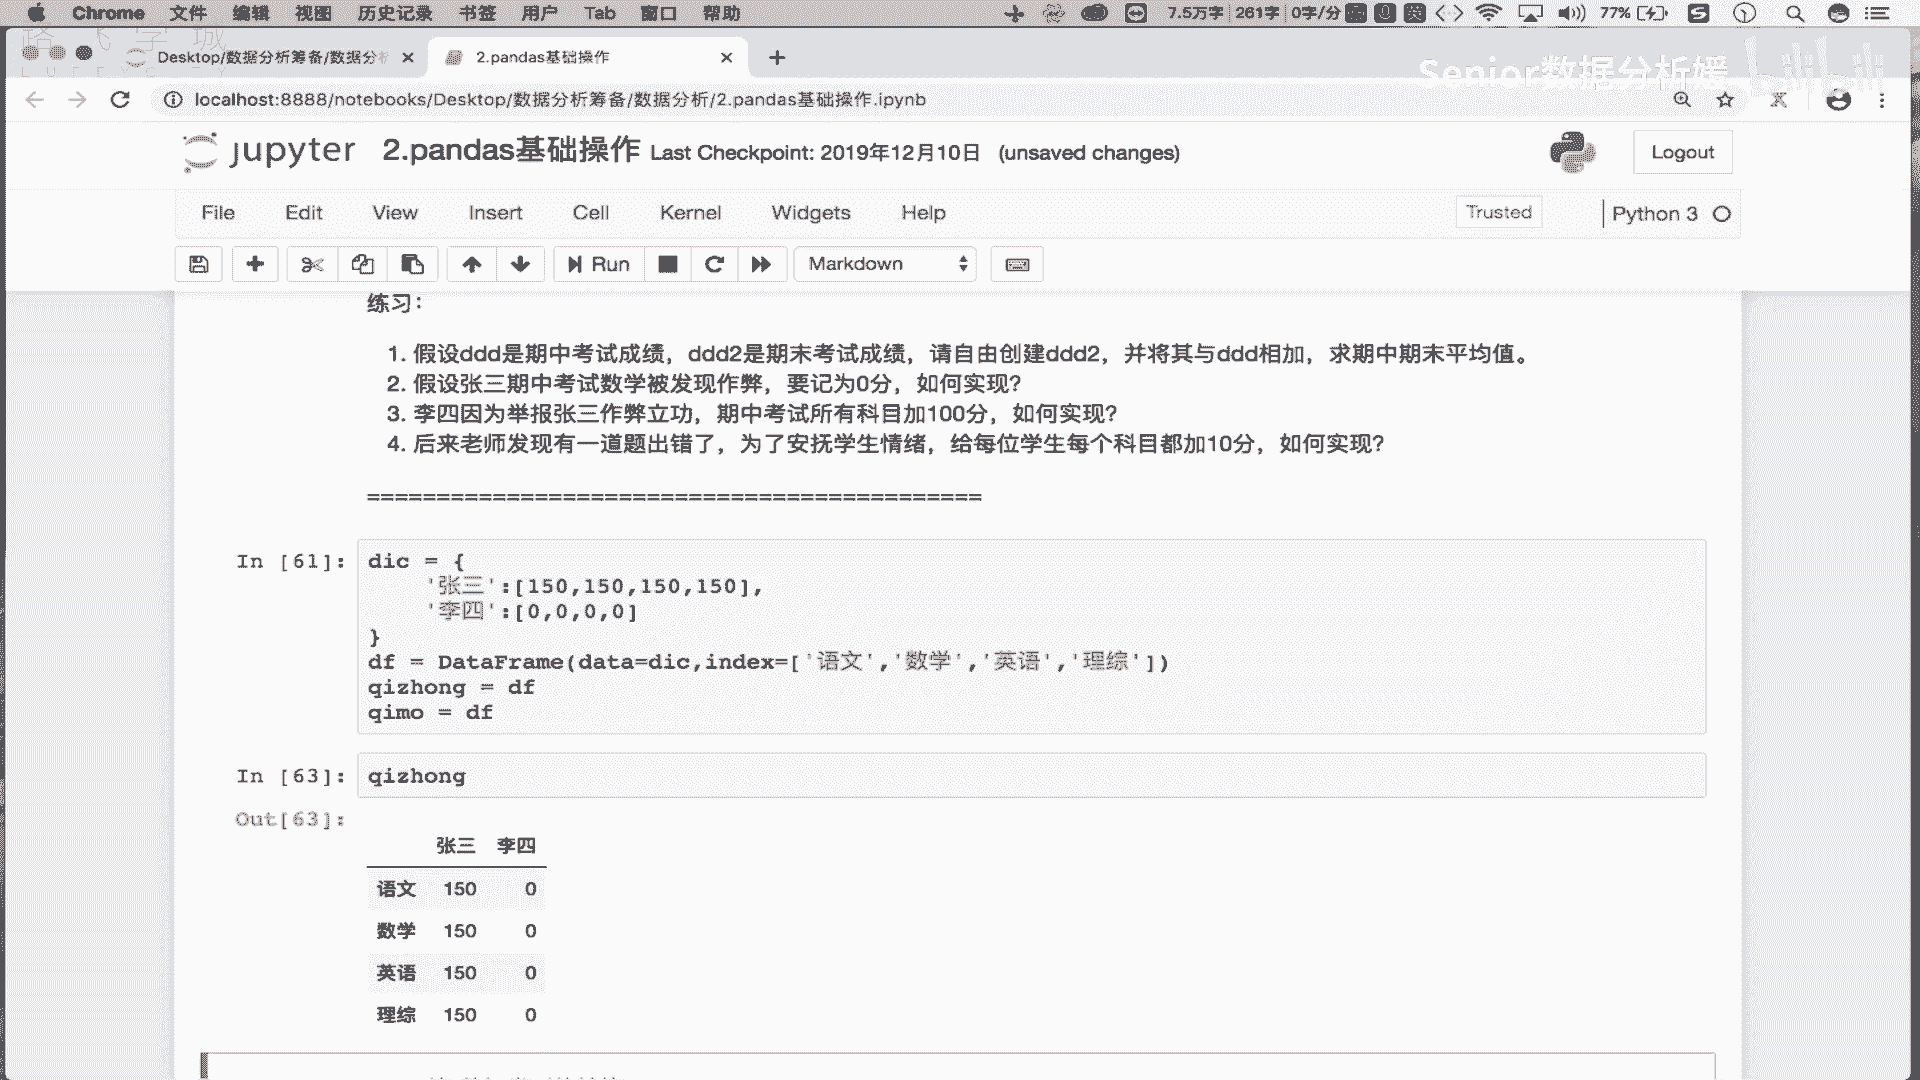 Chrome 文件 编辑 视图 历史记录 书签 用户 Tab 窗口 帮助 7.5万字 261字 0字/分 英 77%
路飞学城
Desktop/数据分析筹备/数据分析 2.pandas基础操作
Senior数据分析媛 bilibili
localhost:8888/notebooks/Desktop/数据分析筹备/数据分析/2.pandas基础操作.ipynb
jupyter 2.pandas基础操作 Last Checkpoint: 2019年12月10日 (unsaved changes) Logout
File Edit View Insert Cell Kernel Widgets Help Trusted Python 3
Run Markdown
练习：
1. 假设ddd是期中考试成绩，ddd2是期末考试成绩，请自由创建ddd2，并将其与ddd相加，求期中期末平均值。
2. 假设张三期中考试数学被发现作弊，要记为0分，如何实现？
3. 李四因为举报张三作弊立功，期中考试所有科目加100分，如何实现？
4. 后来老师发现有一道题出错了，为了安抚学生情绪，给每位学生每个科目都加10分，如何实现？
============================================
In [61]: dic = {
'张三':[150,150,150,150],
'李四':[0,0,0,0]
}
df = DataFrame(data=dic,index=['语文','数学','英语','理综'])
qizhong = df
qimo = df
In [63]: qizhong
Out[63]:
张三 李四
语文 150 0
数学 150 0
英语 150 0
理综 150 0